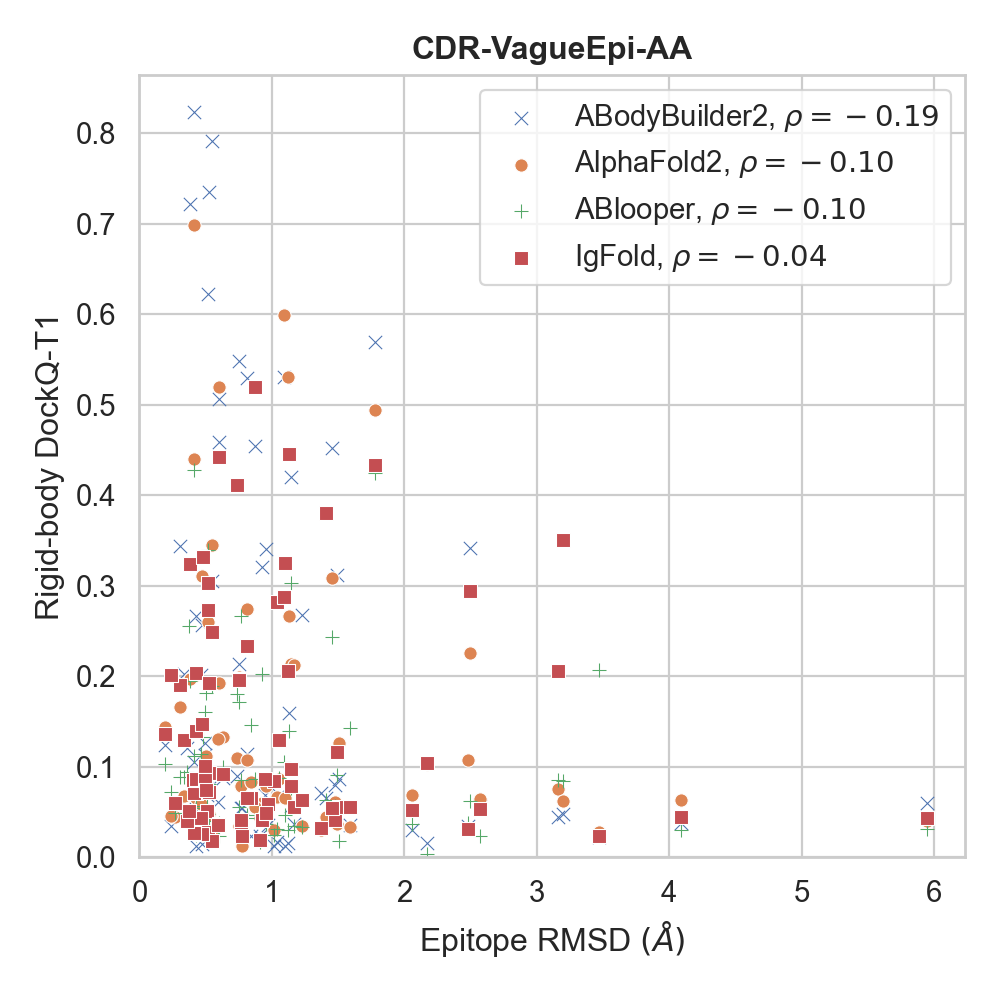 CDR-VagueEpi-AA
ABodyBuilder2, ρ = −0.19
AlphaFold2, ρ = −0.10
ABlooper, ρ = −0.10
IgFold, ρ = −0.04
Rigid-body DockQ-T1
0.8
0.7
0.6
0.5
0.4
0.3
0.2
0.1
0.0
0 1 2 3 4 5 6
Epitope RMSD (Å)